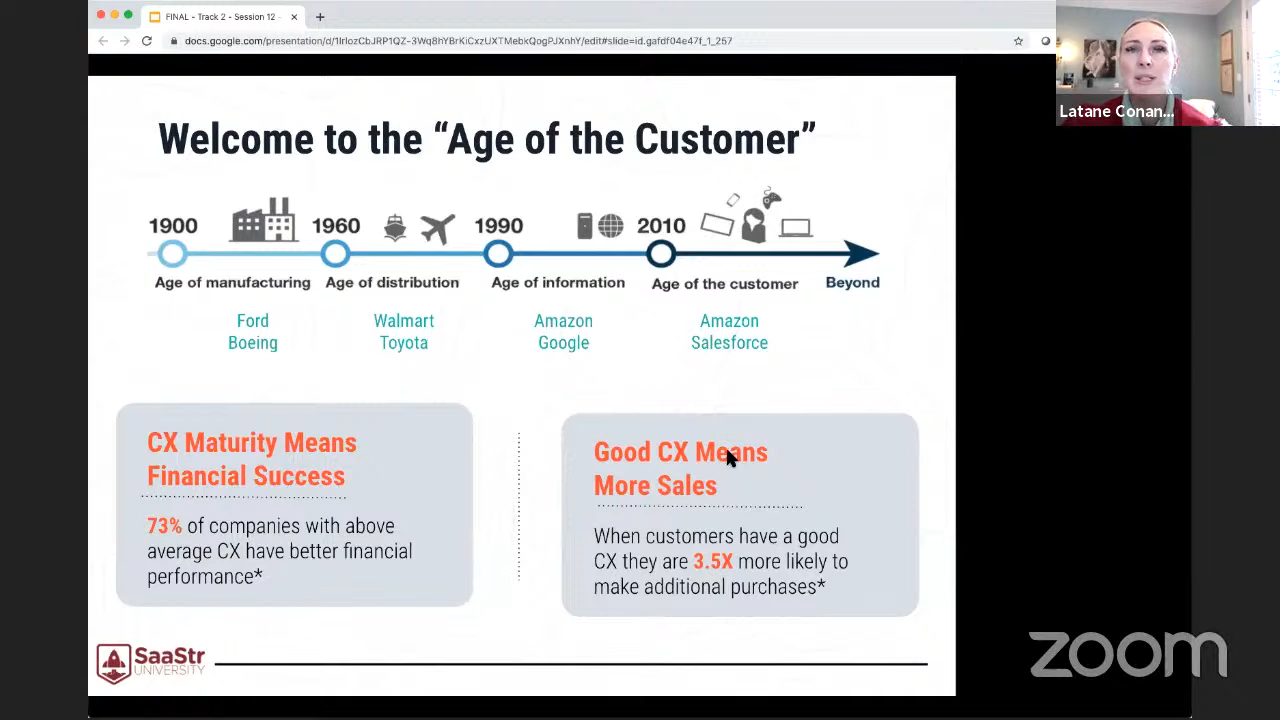 FINAL - Track 2 - Session 12 -
docs.google.com/presentation/d/1lrlozCbJRP1QZ-3Wq8hYBrKiCxzUXTMebkQogPJXnhY/edit#slide=id.gafdf04e47f_1_257
Latane Conan...
Welcome to the “Age of the Customer”
1900 1960 1990 2010
Age of manufacturing Age of distribution Age of information Age of the customer Beyond
Ford Walmart Amazon Amazon
Boeing Toyota Google Salesforce
CX Maturity Means
Financial Success
73% of companies with above
average CX have better financial
performance*
Good CX Means
More Sales
When customers have a good
CX they are 3.5X more likely to
make additional purchases*
SaaStr
UNIVERSITY
zoom